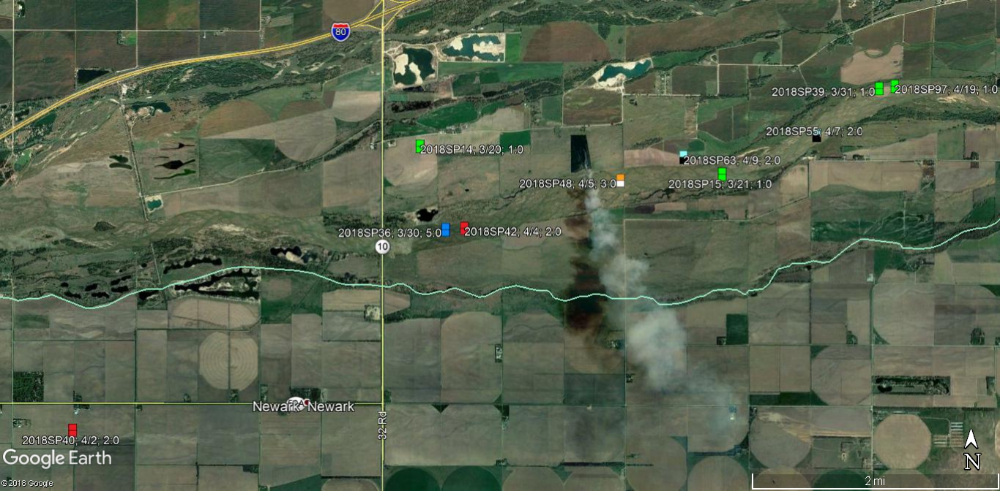 80
2018SP39; 3/31; 1:0
2018SP97; 4/19; 1:0
2018SP55; 4/7; 2:0
2018SP14; 3/20; 1:0
2018SP63; 4/9; 2:0
2018SP48; 4/5; 3:0
2018SP15; 3/21; 1:0
2018SP36; 3/30; 5:0
2018SP42; 4/4; 2:0
10
Newark
Newark
32 Rd
2018SP40; 4/2; 2:0
Google Earth
N
©2018 Google
2 mi